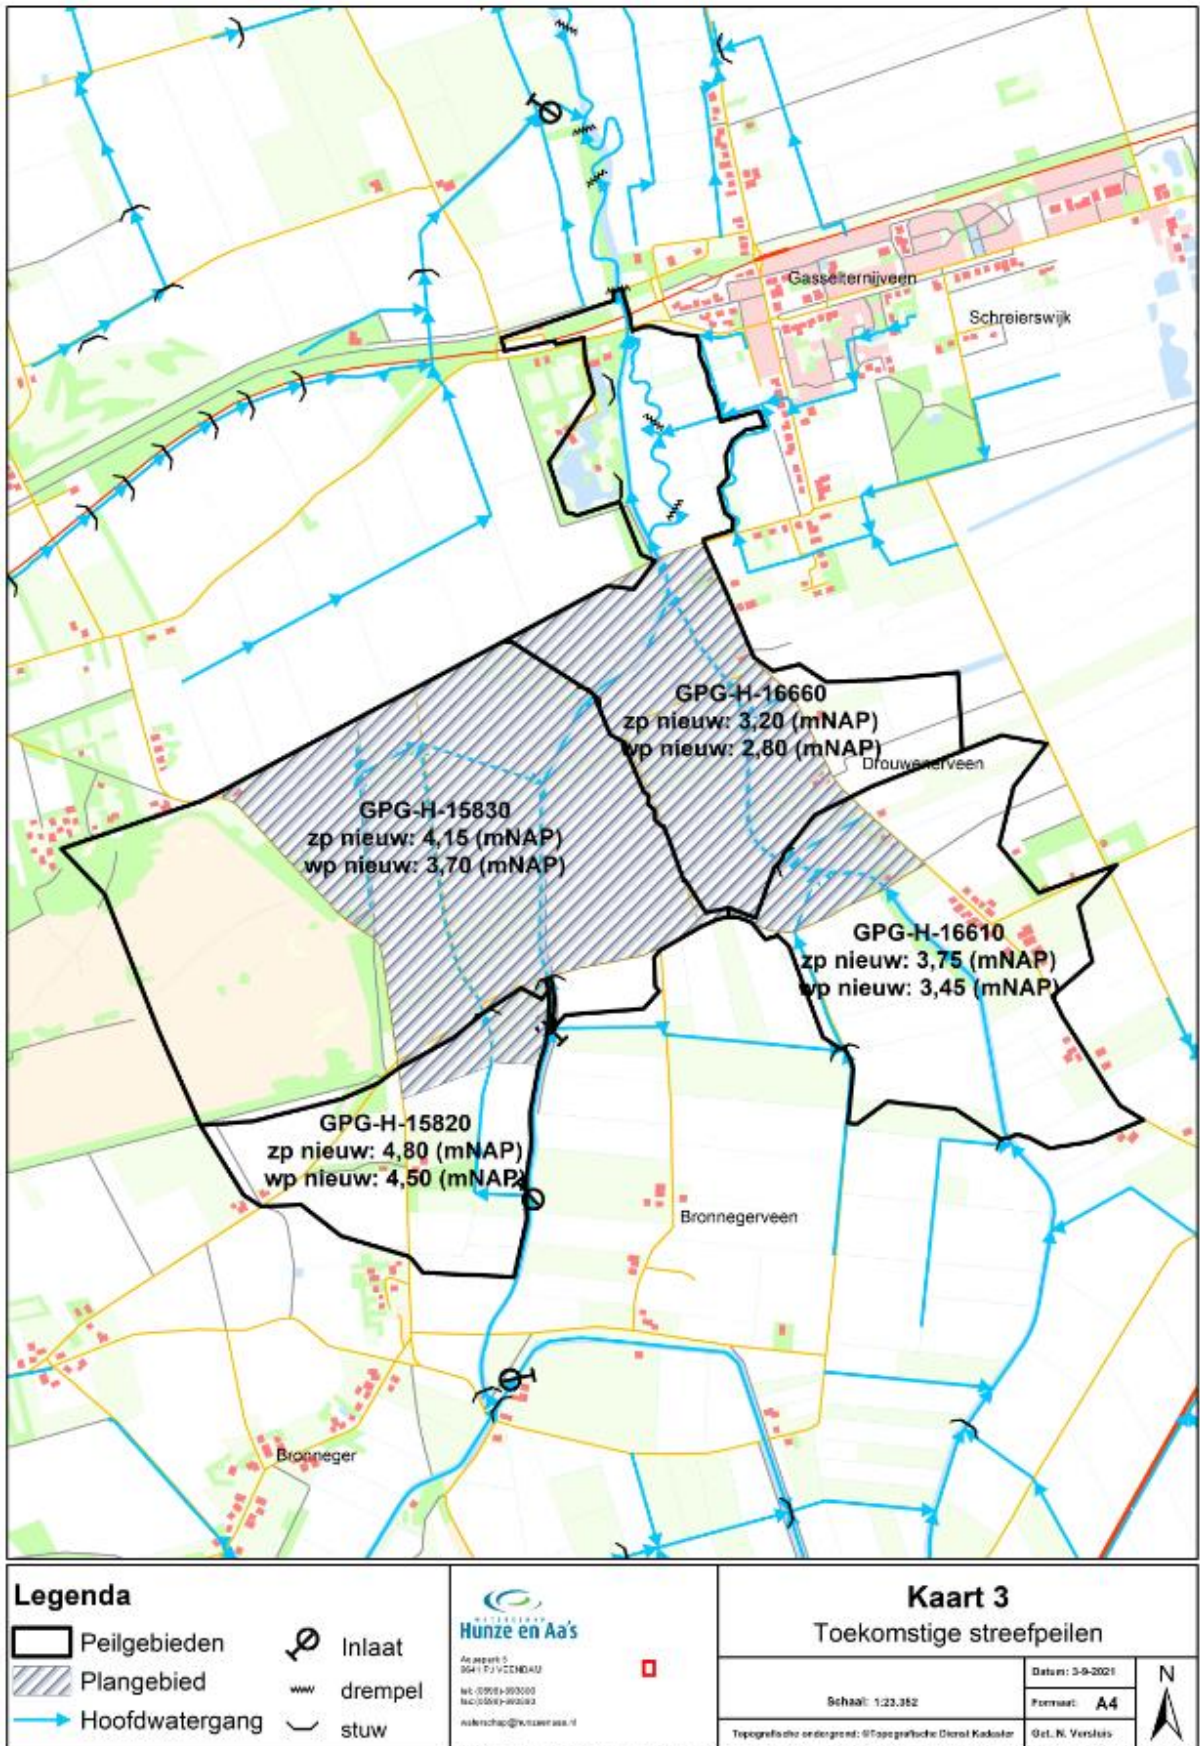 Gasselternijveen
Schreierswijk
GPG-H-16660
zp nieuw: 3,20 (mNAP)
wp nieuw: 2,80 (mNAP)
Drouwenerveen
GPG-H-15830
zp nieuw: 4,15 (mNAP)
wp nieuw: 3,70 (mNAP)
GPG-H-16610
zp nieuw: 3,75 (mNAP)
wp nieuw: 3,45 (mNAP)
GPG-H-15820
zp nieuw: 4,80 (mNAP)
wp nieuw: 4,50 (mNAP)
Bronnegerveen
Bronneger
Legenda
Peilgebieden
Plangebied
Hoofdwatergang
Inlaat
drempel
stuw
WATERSCHAP
Hunze en Aa's
Aquapark 5
VEENDAM
Kaart 3
Toekomstige streefpeilen
Schaal: 1:23.352
Datum: 3-9-2021
Formaat: A4
Topografische ondergrond: ©Topografische Dienst Kadaster
Get. N. Versluis
N